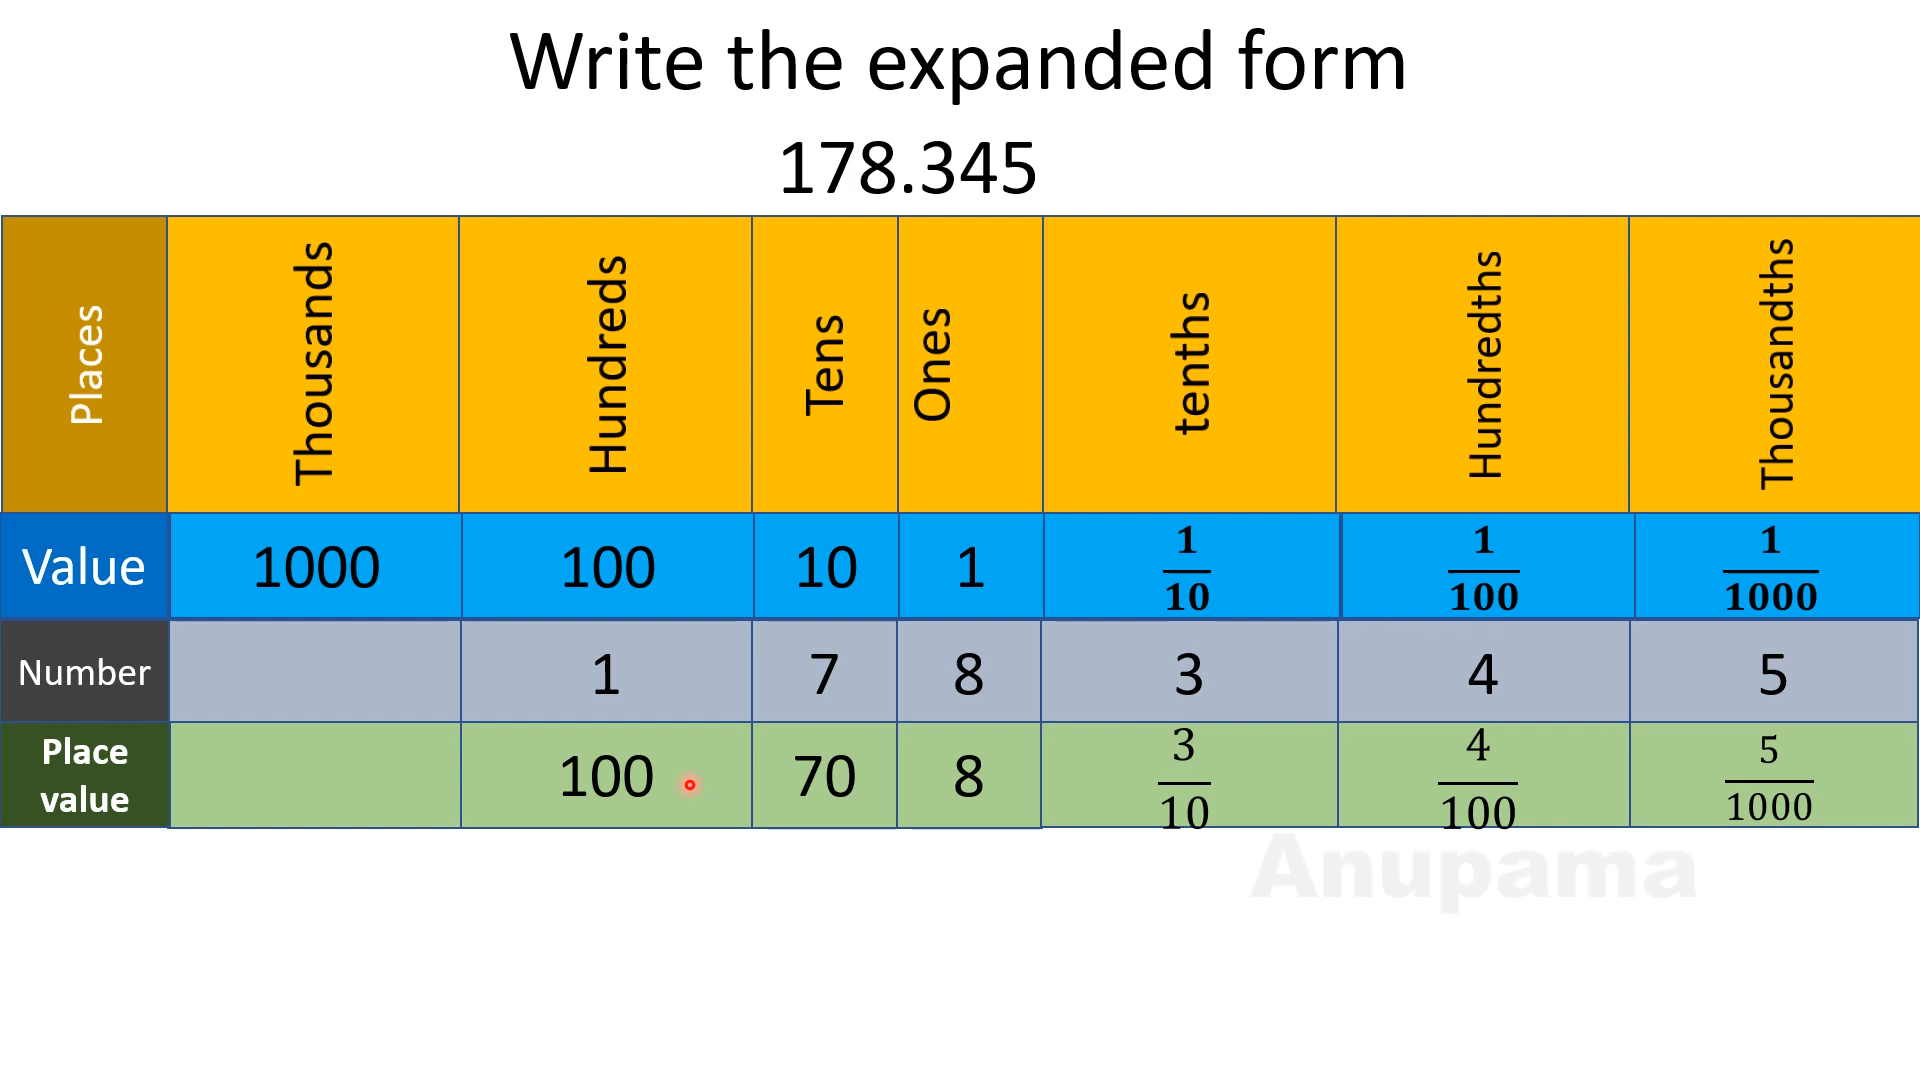 Write the expanded form
178.345
Places Thousands Hundreds Tens Ones tenths Hundredths Thousandths
Value 1000 100 10 1 1/10 1/100 1/1000
Number 1 7 8 3 4 5
Place value 100 70 8 3/10 4/100 5/1000
Anupama